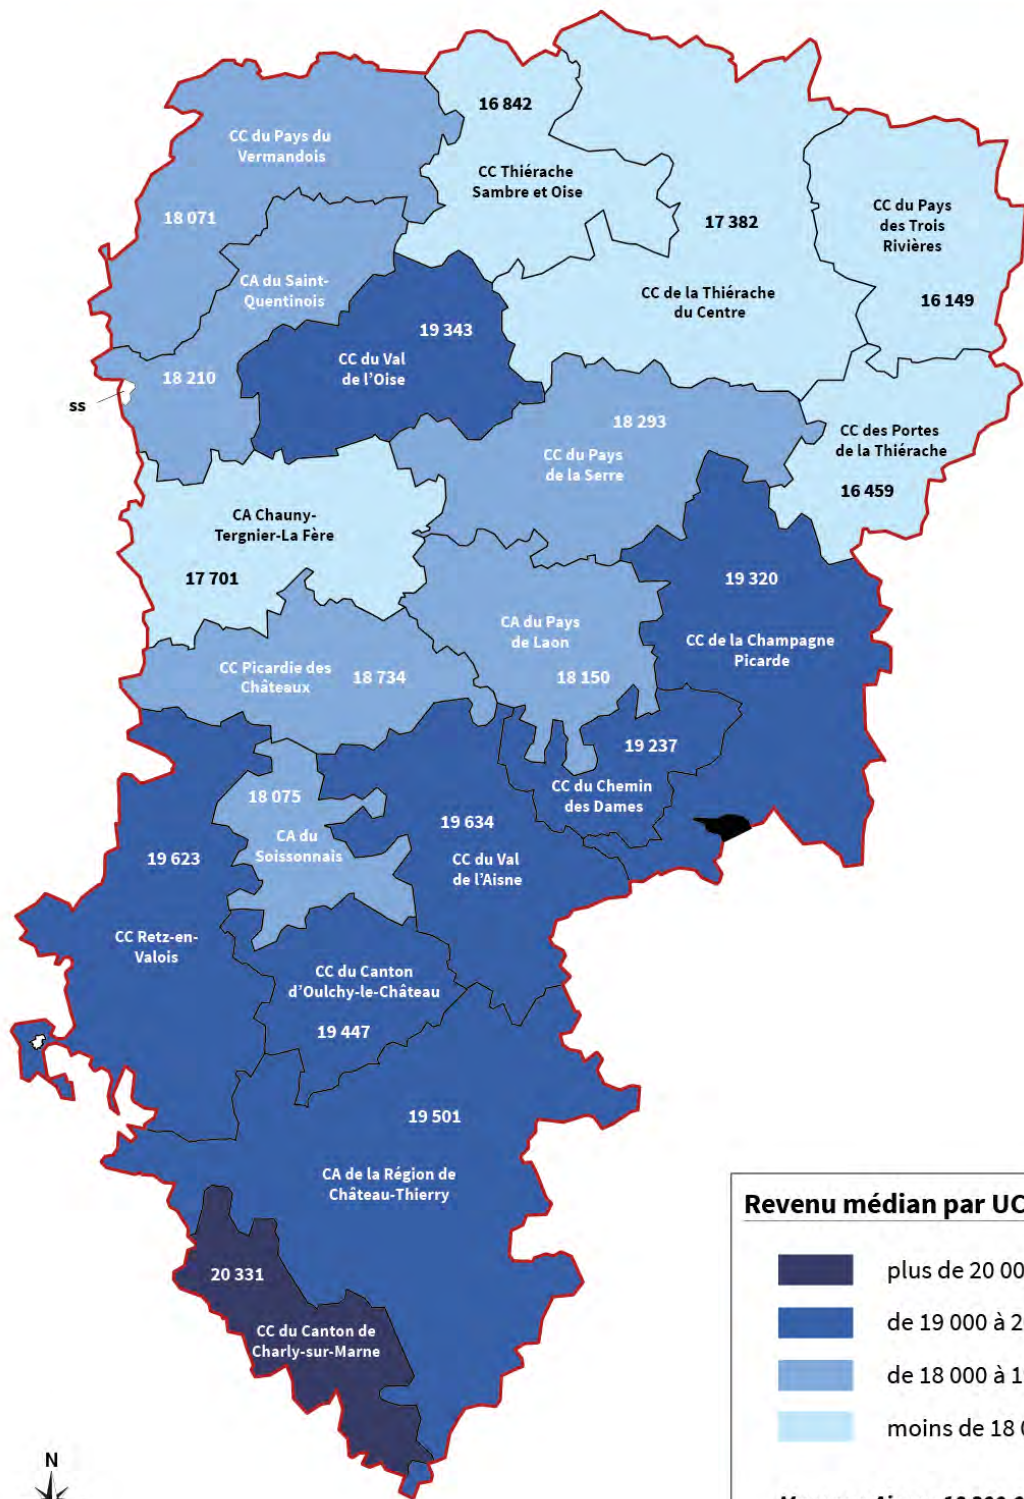 16 842
CC du Pays du
Vermandois
CC Thiérache
Sambre et Oise
18 071
17 382
CC du Pays
des Trois
Rivières
CA du Saint-
Quentinois
CC de la Thiérache
du Centre
16 149
19 343
CC du Val
de l'Oise
18 210
ss
18 293
CC du Pays
de la Serre
CC des Portes
de la Thiérache
16 459
CA Chauny-
Tergnier-La Fère
17 701
19 320
CA du Pays
de Laon
CC de la Champagne
Picarde
CC Picardie des
Châteaux
18 734
18 150
19 237
CC du Chemin
des Dames
18 075
CA du
Soissonnais
19 634
CC du Val
de l'Aisne
19 623
CC Retz-en-
Valois
CC du Canton
d'Oulchy-le-Château
19 447
19 501
CA de la Région de
Château-Thierry
20 331
CC du Canton de
Charly-sur-Marne
Revenu médian par UC
plus de 20 00
de 19 000 à 2
de 18 000 à 1
moins de 18 0
N